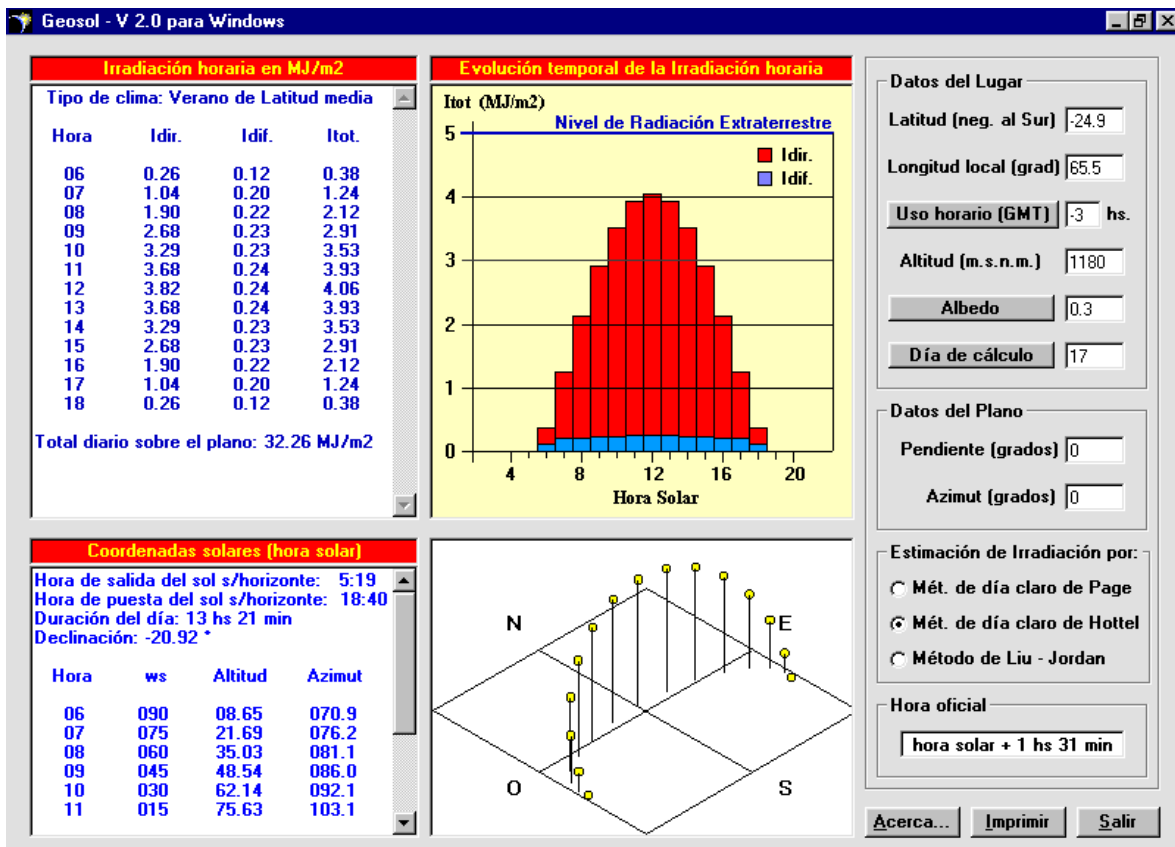 Geosol - V 2.0 para Windows
Irradiación horaria en MJ/m2
Tipo de clima: Verano de Latitud media
Hora Idir. Idif. Itot.
06 0.26 0.12 0.38
07 1.04 0.20 1.24
08 1.90 0.22 2.12
09 2.68 0.23 2.91
10 3.29 0.23 3.53
11 3.68 0.24 3.93
12 3.82 0.24 4.06
13 3.68 0.24 3.93
14 3.29 0.23 3.53
15 2.68 0.23 2.91
16 1.90 0.22 2.12
17 1.04 0.20 1.24
18 0.26 0.12 0.38
Total diario sobre el plano: 32.26 MJ/m2
Evolución temporal de la Irradiación horaria
Itot (MJ/m2)
Nivel de Radiación Extraterrestre
Idir.
Idif.
5
4
3
2
1
0
4 8 12 16 20
Hora Solar
Coordenadas solares (hora solar)
Hora de salida del sol s/horizonte: 5:19
Hora de puesta del sol s/horizonte: 18:40
Duración del día: 13 hs 21 min
Declinación: -20.92 °
Hora ws Altitud Azimut
06 090 08.65 070.9
07 075 21.69 076.2
08 060 35.03 081.1
09 045 48.54 086.0
10 030 62.14 092.1
11 015 75.63 103.1
N
E
O
S
Datos del Lugar
Latitud (neg. al Sur) -24.9
Longitud local (grad) 65.5
Uso horario (GMT) -3 hs.
Altitud (m.s.n.m.) 1180
Albedo 0.3
Día de cálculo 17
Datos del Plano
Pendiente (grados) 0
Azimut (grados) 0
Estimación de Irradiación por:
Mét. de día claro de Page
Mét. de día claro de Hottel
Método de Liu - Jordan
Hora oficial
hora solar + 1 hs 31 min
Acerca... Imprimir Salir